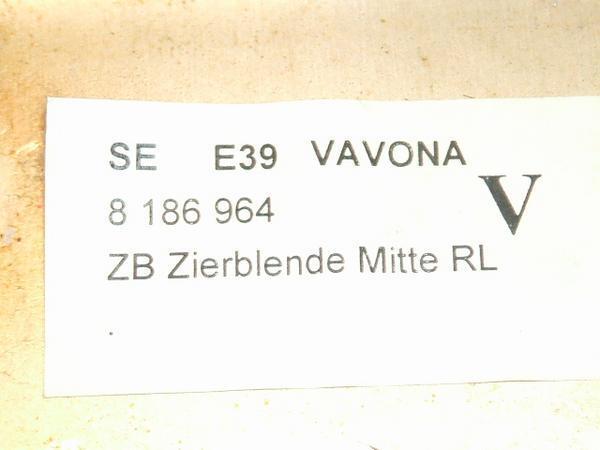 SE E39 VAVONA
8 186 964 V
ZB Zierblende Mitte RL
.